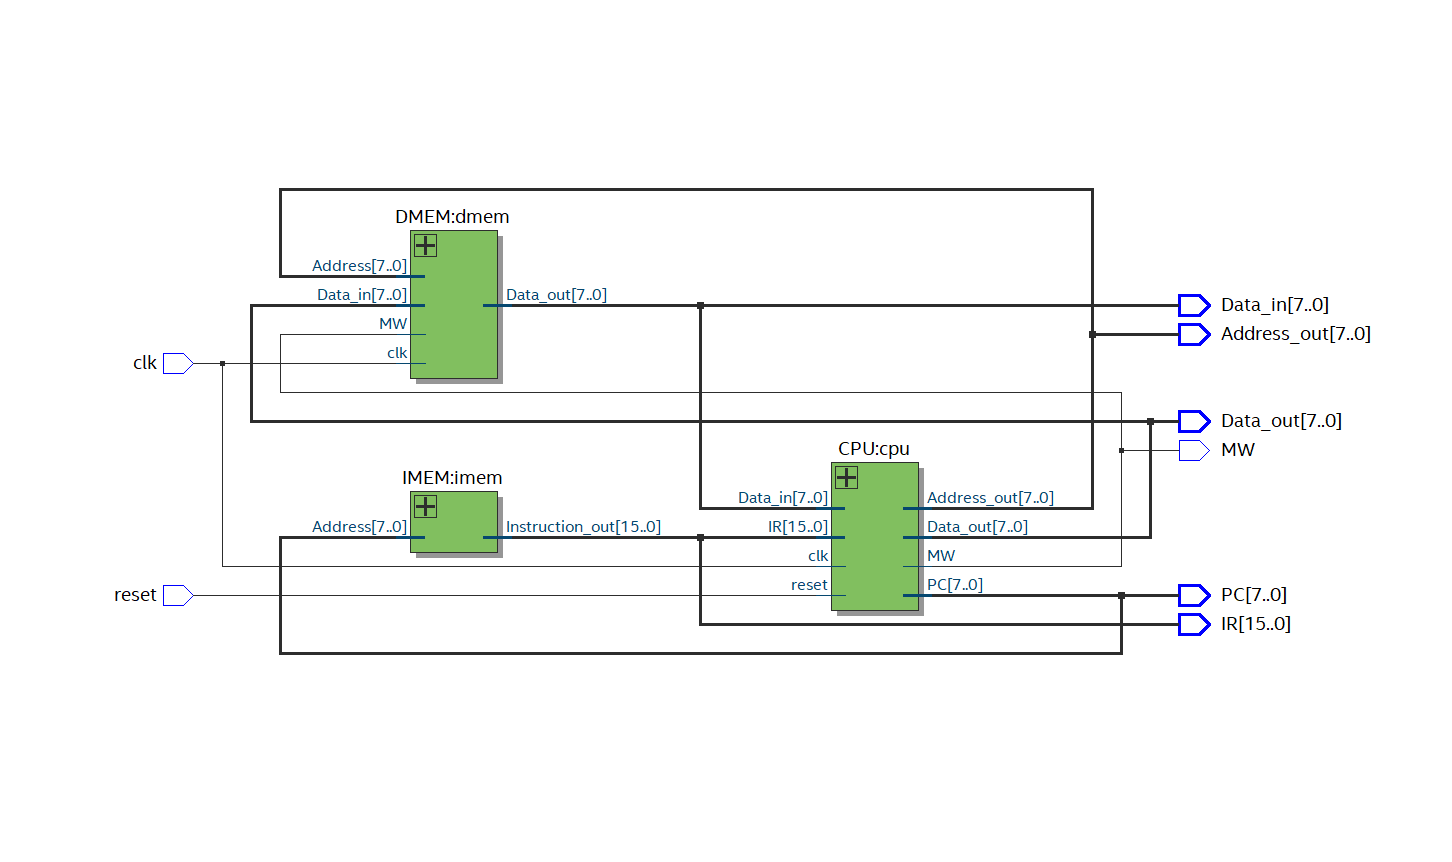 DMEM:dmem
Address[7..0]
Data_in[7..0]
Data_out[7..0]
MW
clk
clk
Data_in[7..0]
Address_out[7..0]
Data_out[7..0]
MW
CPU:cpu
IMEM:imem
Address[7..0]
Instruction_out[15..0]
Data_in[7..0]
IR[15..0]
clk
reset
Address_out[7..0]
Data_out[7..0]
MW
PC[7..0]
reset
PC[7..0]
IR[15..0]